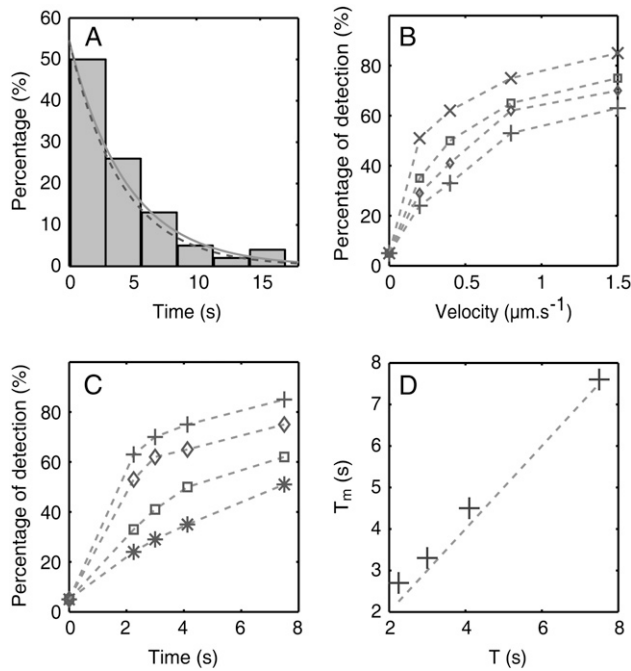 A
Percentage (%)
60
50
40
30
20
10
0
0 5 10 15
Time (s)
B
Percentage of detection (%)
80
60
40
20
0
0 0.5 1 1.5
Velocity (µm.s⁻¹)
C
Percentage of detection (%)
80
60
40
20
0
0 2 4 6 8
Time (s)
D
Tₘ (s)
8
7
6
5
4
3
2
2 4 6 8
T (s)